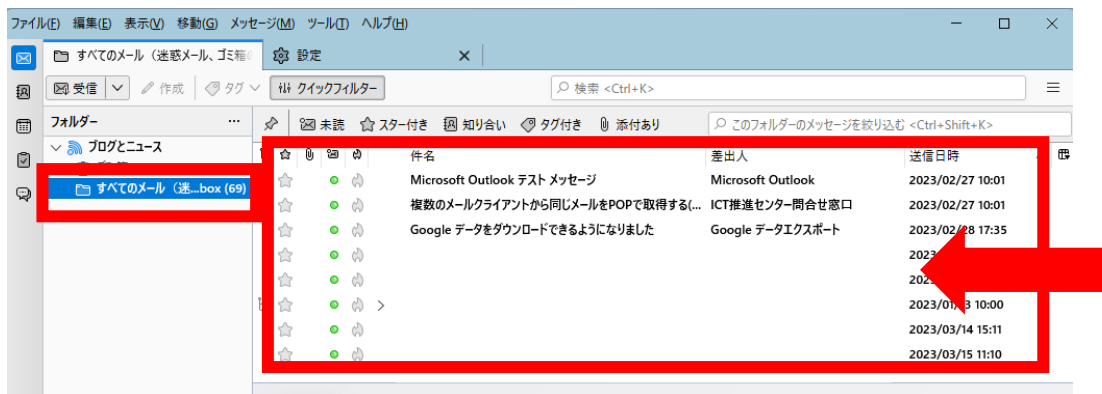 ファイル(F) 編集(E) 表示(V) 移動(G) メッセージ(M) ツール(T) ヘルプ(H)
すべてのメール（迷惑メール、ゴミ箱 設定
受信 作成 タグ クイックフィルター 検索 <Ctrl+K>
フォルダー 未読 スター付き 知り合い タグ付き 添付あり このフォルダーのメッセージを絞り込む <Ctrl+Shift+K>
ブログとニュース
すべてのメール（迷...box (69)
件名 差出人 送信日時
Microsoft Outlook テスト メッセージ Microsoft Outlook 2023/02/27 10:01
複数のメールクライアントから同じメールをPOPで取得する(... ICT推進センター問合せ窓口 2023/02/27 10:01
Google データをダウンロードできるようになりました Google データエクスポート 2023/02/28 17:35
10:00
2023/03/14 15:11
2023/03/15 11:10